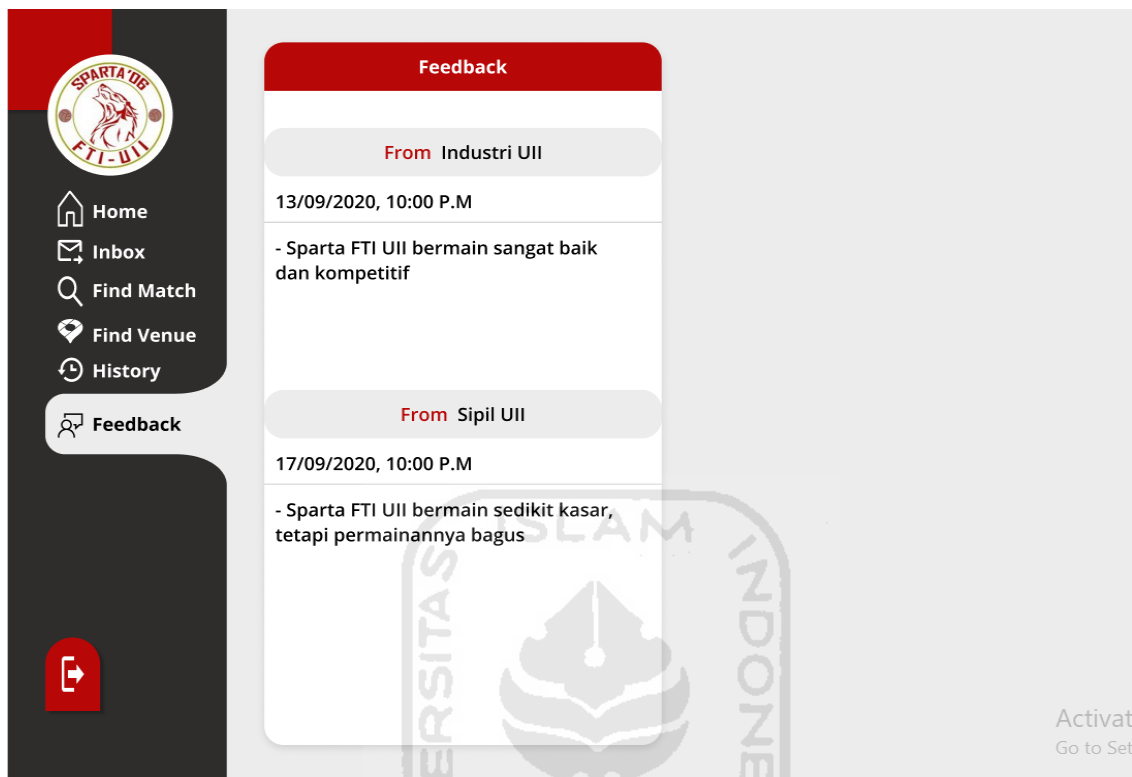 SPARTA'06
FTI-UII
Home
Inbox
Find Match
Find Venue
History
Feedback
Feedback
From Industri UII
13/09/2020, 10:00 P.M
- Sparta FTI UII bermain sangat baik
dan kompetitif
From Sipil UII
17/09/2020, 10:00 P.M
- Sparta FTI UII bermain sedikit kasar,
tetapi permainannya bagus
ISLAM
ERSITAS
INDONE
Activat
Go to Set